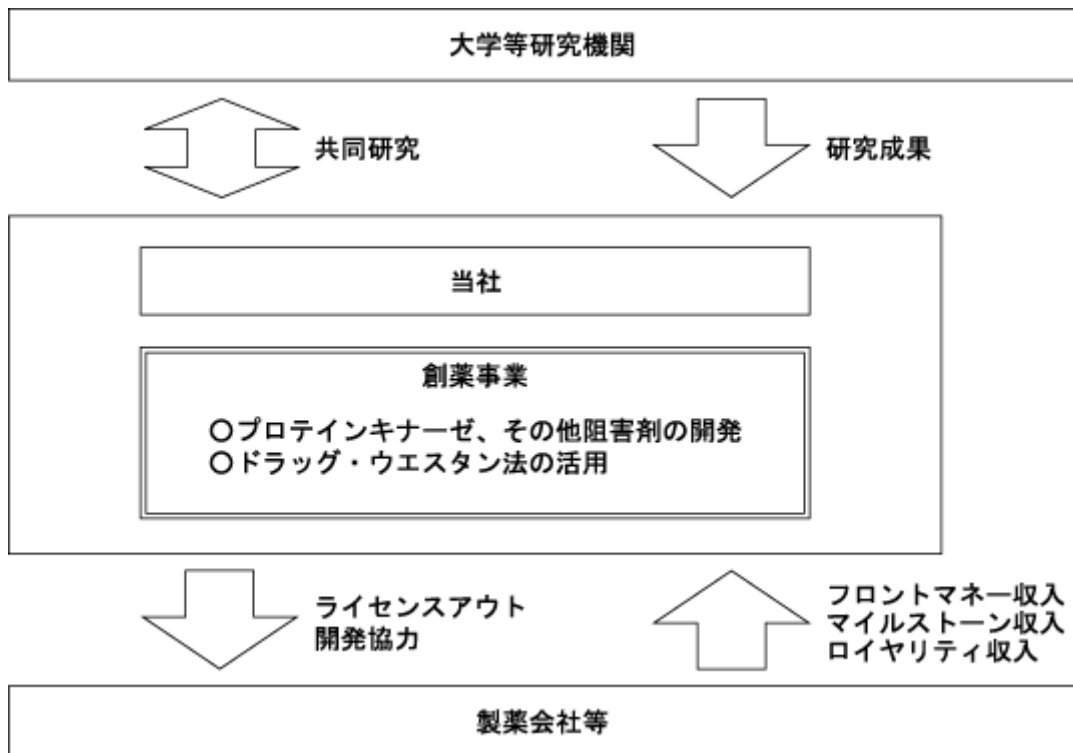 大学等研究機関
共同研究
研究成果
当社
創薬事業
○プロテインキナーゼ、その他阻害剤の開発
○ドラッグ・ウエスタン法の活用
ライセンスアウト
開発協力
フロントマネー収入
マイルストーン収入
ロイヤリティ収入
製薬会社等